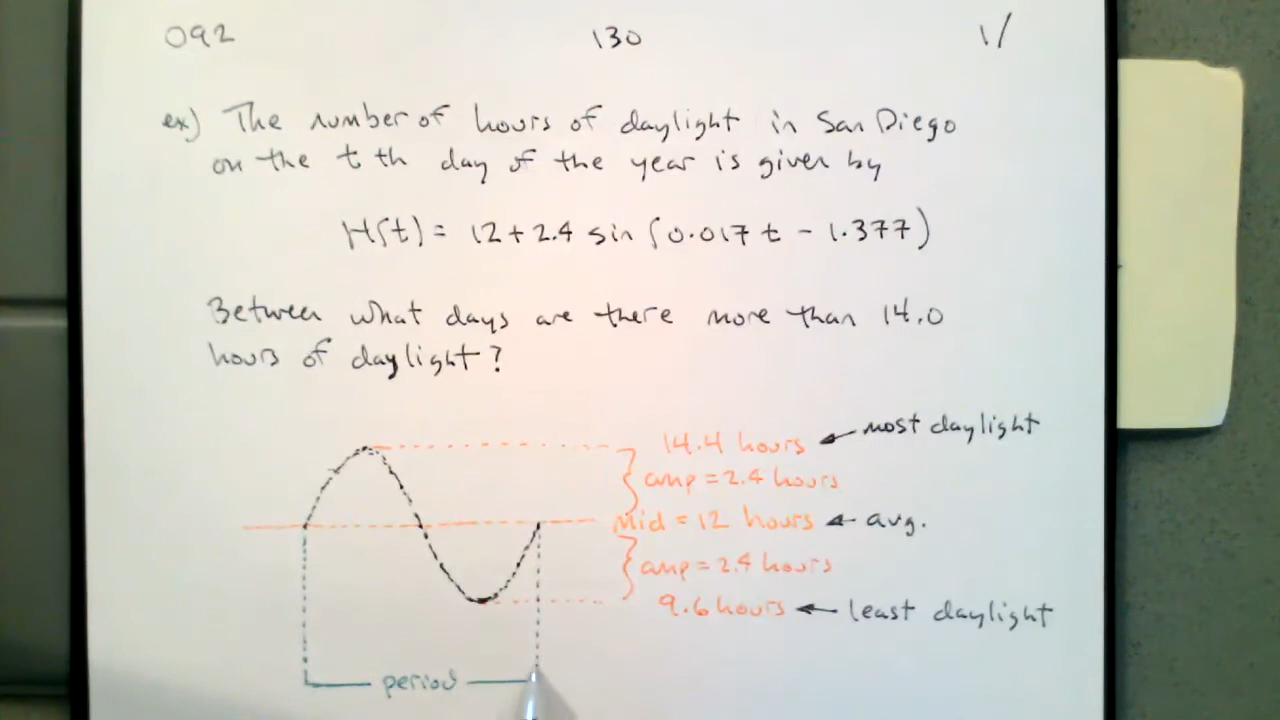 092 130 1/
ex) The number of hours of daylight in San Diego
on the t th day of the year is given by
H(t) = 12 + 2.4 sin (0.017 t - 1.377)
Between what days are there more than 14.0
hours of daylight?
14.4 hours ← most daylight
amp = 2.4 hours
mid = 12 hours ← avg.
amp = 2.4 hours
9.6 hours ← least daylight
period